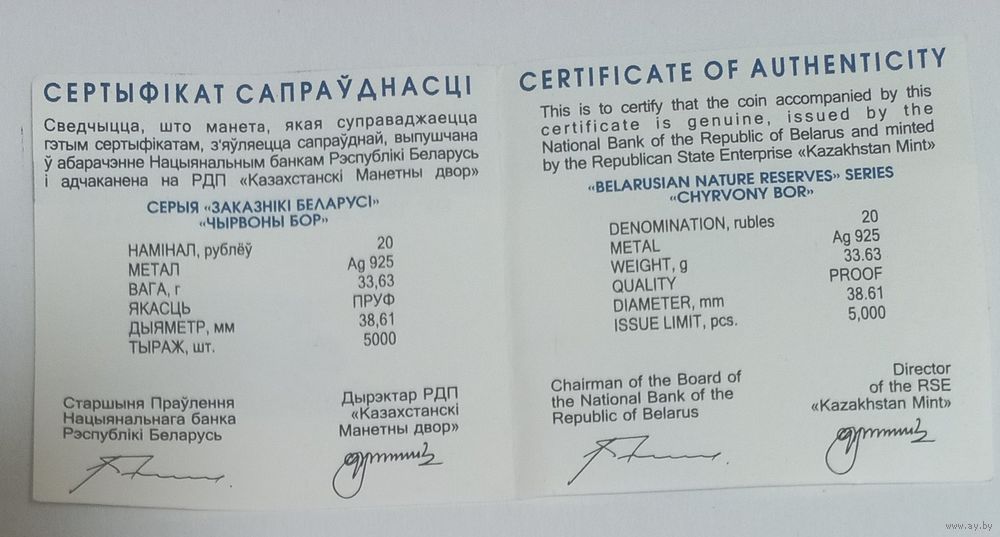 СЕРТЫФІКАТ САПРАЎДНАСЦІ
Сведчыцца, што манета, якая суправаджаецца
гэтым сертыфікатам, з'яўляецца сапраўднай, выпушчана
ў абарачэнне Нацыянальным банкам Рэспублікі Беларусь
і адчаканена на РДП «Казахстанскі Манетны двор»
СЕРЫЯ «ЗАКАЗНІКІ БЕЛАРУСІ»
«ЧЫРВОНЫ БОР»
НАМІНАЛ, рублёў 20
МЕТАЛ Ag 925
ВАГА, г 33,63
ЯКАСЦЬ ПРУФ
ДЫЯМЕТР, мм 38,61
ТЫРАЖ, шт. 5000
Старшыня Праўлення
Нацыянальнага банка
Рэспублікі Беларусь
Дырэктар РДП
«Казахстанскі
Манетны двор»
CERTIFICATE OF AUTHENTICITY
This is to certify that the coin accompanied by this
certificate is genuine, issued by the
National Bank of the Republic of Belarus and minted
by the Republican State Enterprise «Kazakhstan Mint»
«BELARUSIAN NATURE RESERVES» SERIES
«CHYRVONY BOR»
DENOMINATION, rubles 20
METAL Ag 925
WEIGHT, g 33.63
QUALITY PROOF
DIAMETER, mm 38.61
ISSUE LIMIT, pcs. 5,000
Chairman of the Board of
the National Bank of the
Republic of Belarus
Director
of the RSE
«Kazakhstan Mint»
www.ay.by